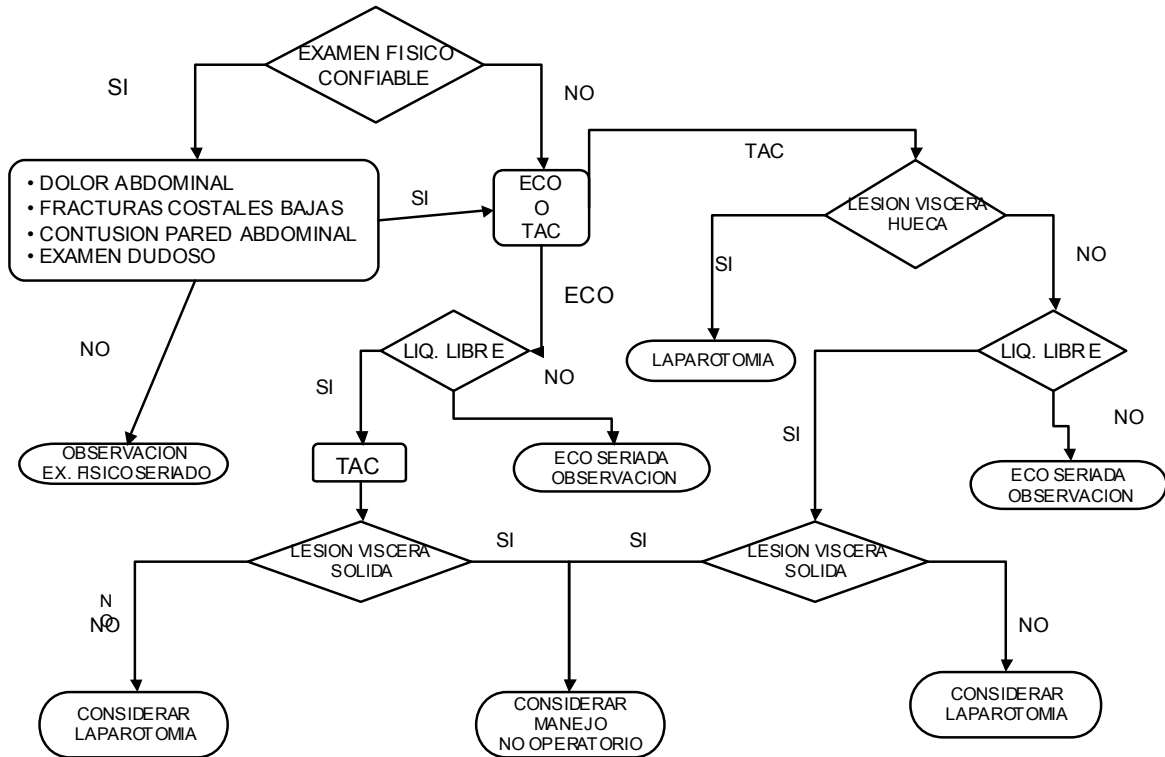 EXAMEN FISICO
CONFIABLE
SI
NO
• DOLOR ABDOMINAL
• FRACTURAS COSTALES BAJAS
• CONTUSION PARED ABDOMINAL
• EXAMEN DUDOSO
SI
ECO
O
TAC
TAC
LESION VISCERA
HUECA
SI
NO
ECO
NO
LIQ. LIBRE
NO
SI
LAPAROTOMIA
LIQ. LIBRE
SI
NO
OBSERVACION
EX. FISICO SERIADO
TAC
ECO SERIADA
OBSERVACION
ECO SERIADA
OBSERVACION
LESION VISCERA
SOLIDA
SI
SI
LESION VISCERA
SOLIDA
NO
NO
NO
CONSIDERAR
LAPAROTOMIA
CONSIDERAR
MANEJO
NO OPERATORIO
CONSIDERAR
LAPAROTOMIA